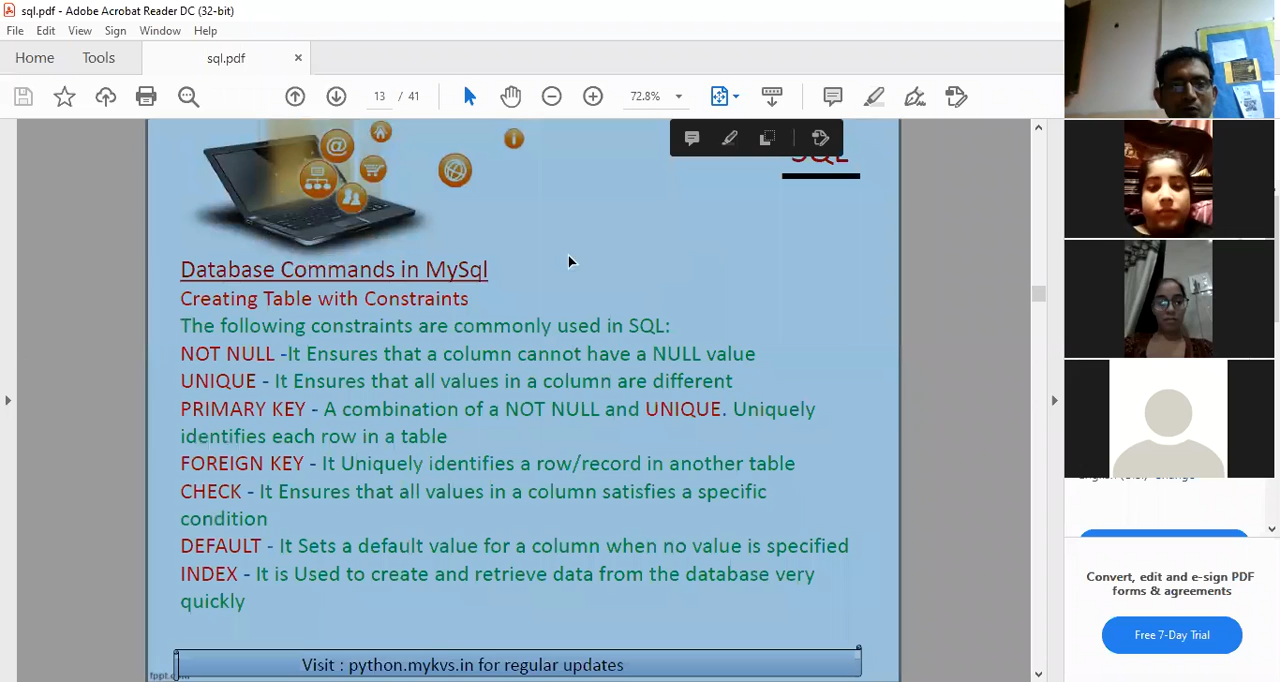 sql.pdf - Adobe Acrobat Reader DC (32-bit)
File Edit View Sign Window Help
Home Tools sql.pdf ×
13 / 41 72.8%
SQL
Database Commands in MySql
Creating Table with Constraints
The following constraints are commonly used in SQL:
NOT NULL -It Ensures that a column cannot have a NULL value
UNIQUE - It Ensures that all values in a column are different
PRIMARY KEY - A combination of a NOT NULL and UNIQUE. Uniquely
identifies each row in a table
FOREIGN KEY - It Uniquely identifies a row/record in another table
CHECK - It Ensures that all values in a column satisfies a specific
condition
DEFAULT - It Sets a default value for a column when no value is specified
INDEX - It is Used to create and retrieve data from the database very
quickly
Visit : python.mykvs.in for regular updates
Convert, edit and e-sign PDF
forms & agreements
Free 7-Day Trial